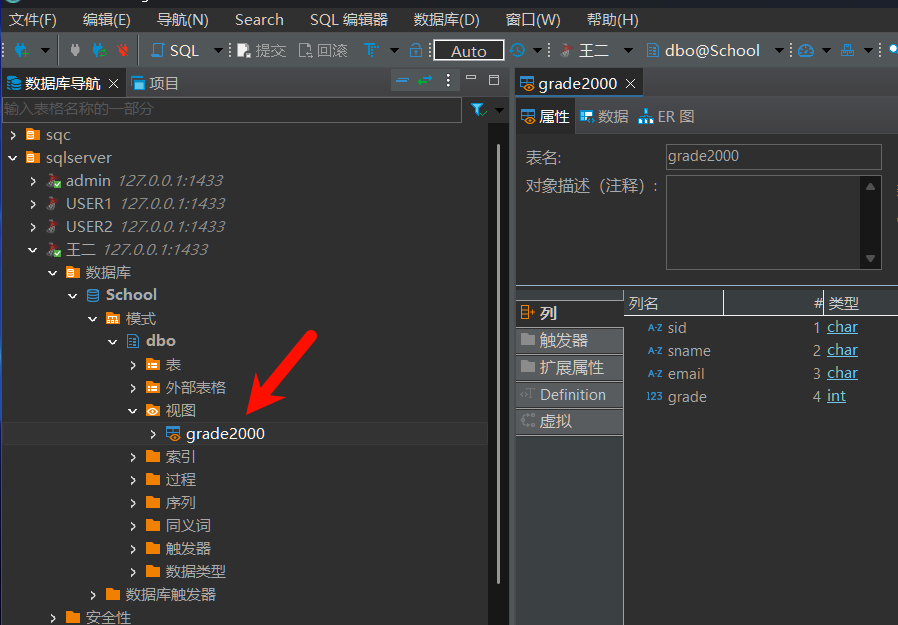 文件(F) 编辑(E) 导航(N) Search SQL 编辑器 数据库(D) 窗口(W) 帮助(H)
SQL 提交 回滚 Auto 王二 dbo@School
数据库导航 项目
输入表格名称的一部分
sqc
sqlserver
admin 127.0.0.1:1433
USER1 127.0.0.1:1433
USER2 127.0.0.1:1433
王二 127.0.0.1:1433
数据库
School
模式
dbo
表
外部表格
视图
grade2000
索引
过程
序列
同义词
触发器
数据类型
数据库触发器
安全性
grade2000
属性 数据 ER 图
表名: grade2000
对象描述（注释）:
列
触发器
扩展属性
Definition
虚拟
列名 # 类型
A-Z sid 1 char
A-Z sname 2 char
A-Z email 3 char
123 grade 4 int